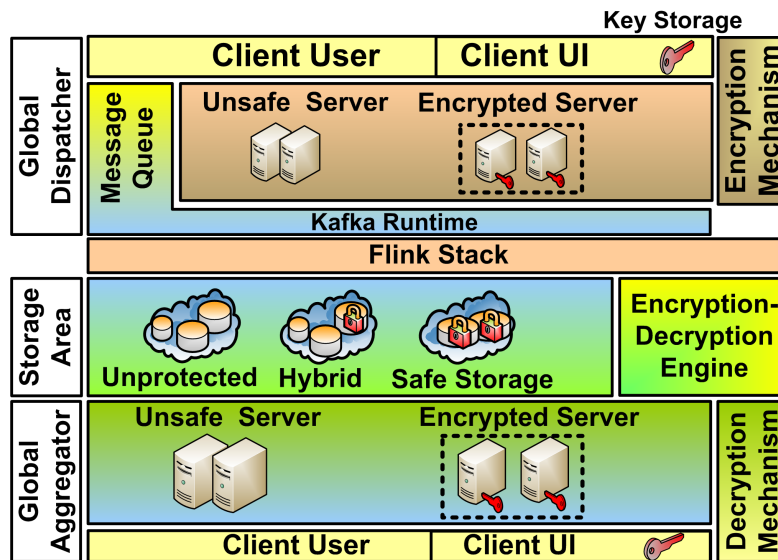 Key Storage
Client User
Client UI
Global
Dispatcher
Message
Queue
Unsafe Server
Encrypted Server
Encryption
Mechanism
Kafka Runtime
Flink Stack
Storage
Area
Unprotected
Hybrid
Safe Storage
Encryption-
Decryption
Engine
Global
Aggregator
Unsafe Server
Encrypted Server
Decryption
Mechanism
Client User
Client UI